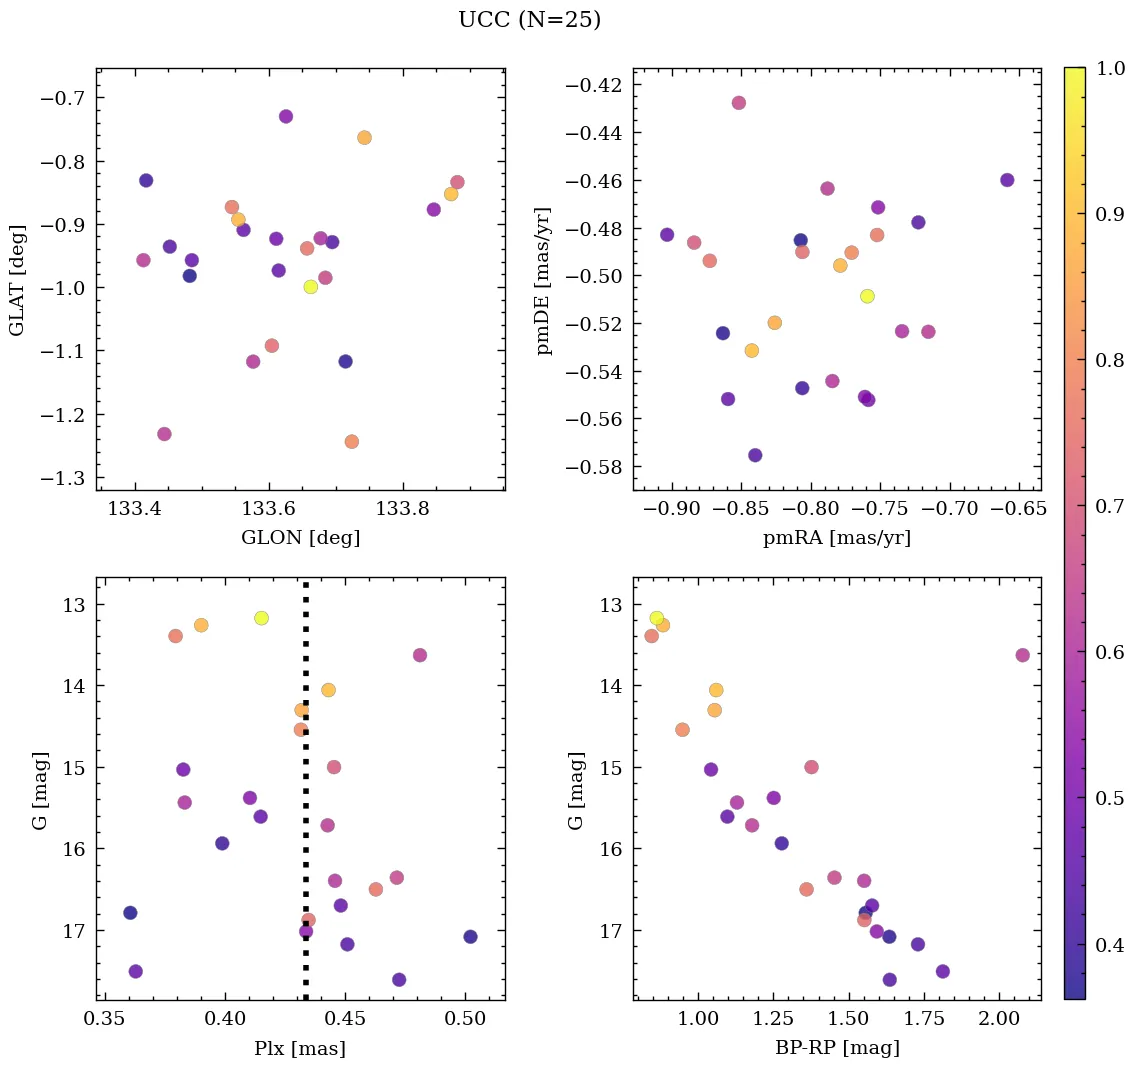 UCC (N=25)
−0.7
−0.8
−0.9
−1.0
−1.1
−1.2
−1.3
GLAT [deg]
133.4 133.6 133.8
GLON [deg]
−0.42
−0.44
−0.46
−0.48
−0.50
−0.52
−0.54
−0.56
−0.58
pmDE [mas/yr]
−0.90 −0.85 −0.80 −0.75 −0.70 −0.65
pmRA [mas/yr]
13
14
15
16
17
G [mag]
0.35 0.40 0.45 0.50
Plx [mas]
13
14
15
16
17
G [mag]
1.00 1.25 1.50 1.75 2.00
BP-RP [mag]
1.0
0.9
0.8
0.7
0.6
0.5
0.4